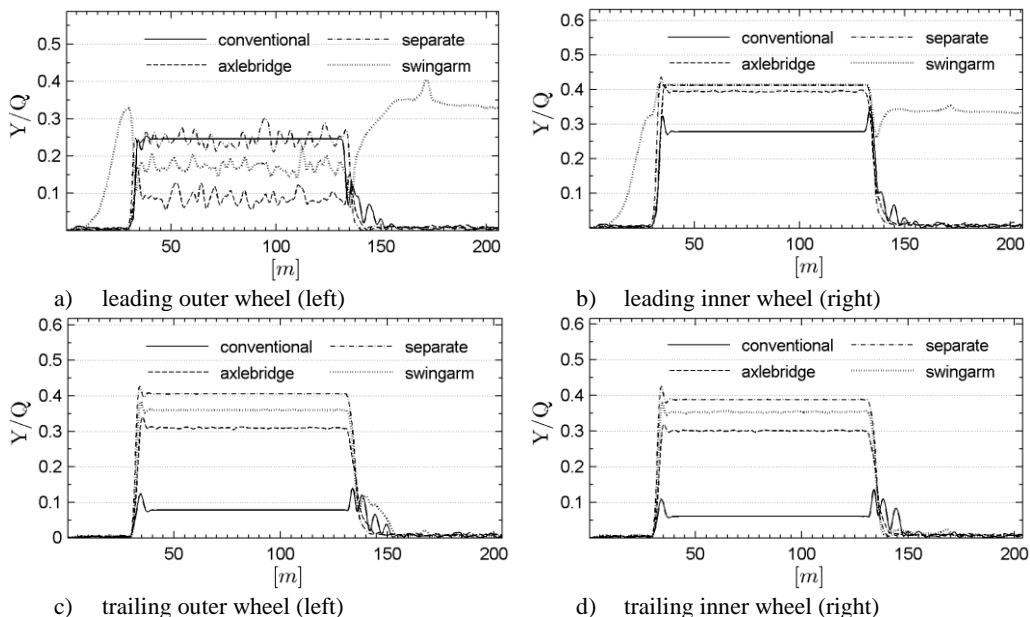 0.5
0.4
0.3
0.2
0.1
Y/Q
conventional
separate
axlebridge
swingarm
50
100
150
200
[m]
a) leading outer wheel (left)
0.6
0.5
0.4
0.3
0.2
0.1
Y/Q
conventional
separate
axlebridge
swingarm
50
100
150
200
[m]
b) leading inner wheel (right)
0.6
0.5
0.4
0.3
0.2
0.1
0
Y/Q
conventional
separate
axlebridge
swingarm
50
100
150
200
[m]
c) trailing outer wheel (left)
0.6
0.5
0.4
0.3
0.2
0.1
Y/Q
conventional
separate
axlebridge
swingarm
50
100
150
200
[m]
d) trailing inner wheel (right)